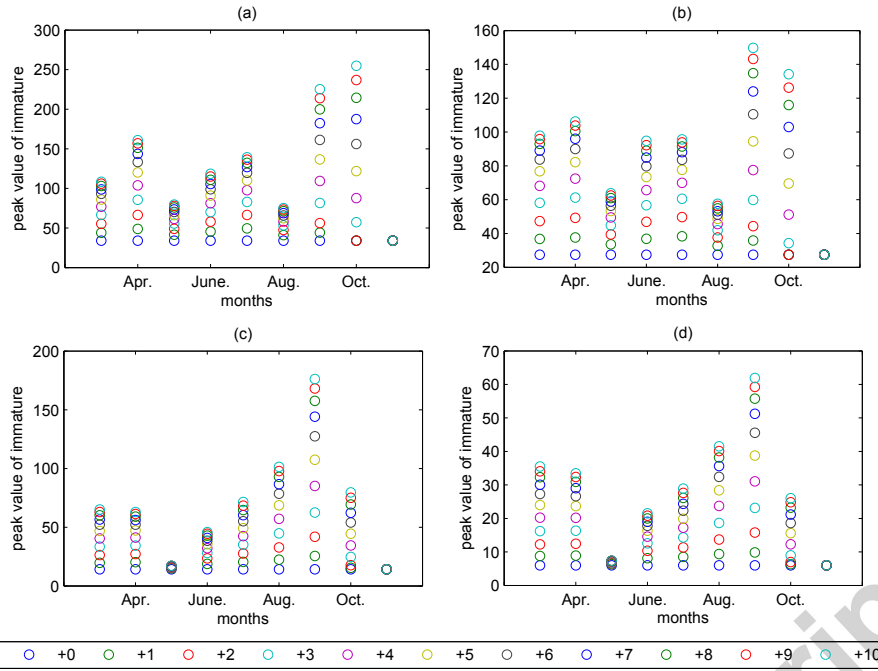 (a)
300
250
200
150
100
50
0
peak value of immature
Apr. June. Aug. Oct.
months
(b)
160
140
120
100
80
60
40
20
peak value of immature
Apr. June. Aug. Oct.
months
(c)
200
150
100
50
0
peak value of immature
Apr. June. Aug. Oct.
months
(d)
70
60
50
40
30
20
10
0
peak value of immature
Apr. June. Aug. Oct.
months
+0 +1 +2 +3 +4 +5 +6 +7 +8 +9 +10